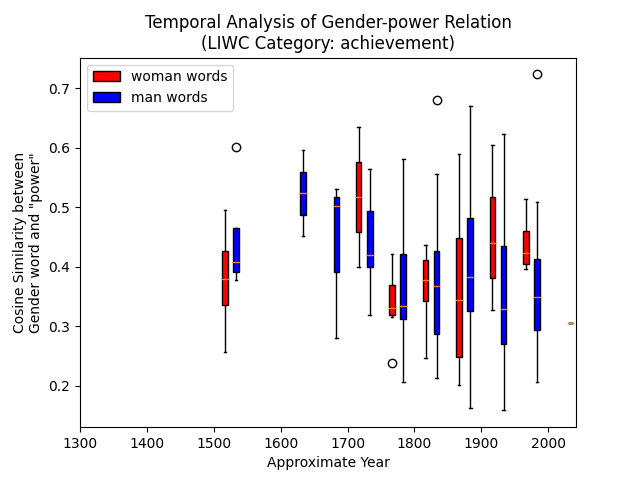 Temporal Analysis of Gender-power Relation
(LIWC Category: achievement)
woman words
man words
0.7
0.6
0.5
0.4
0.3
0.2
Cosine Similarity between
Gender word and "power"
1300 1400 1500 1600 1700 1800 1900 2000
Approximate Year